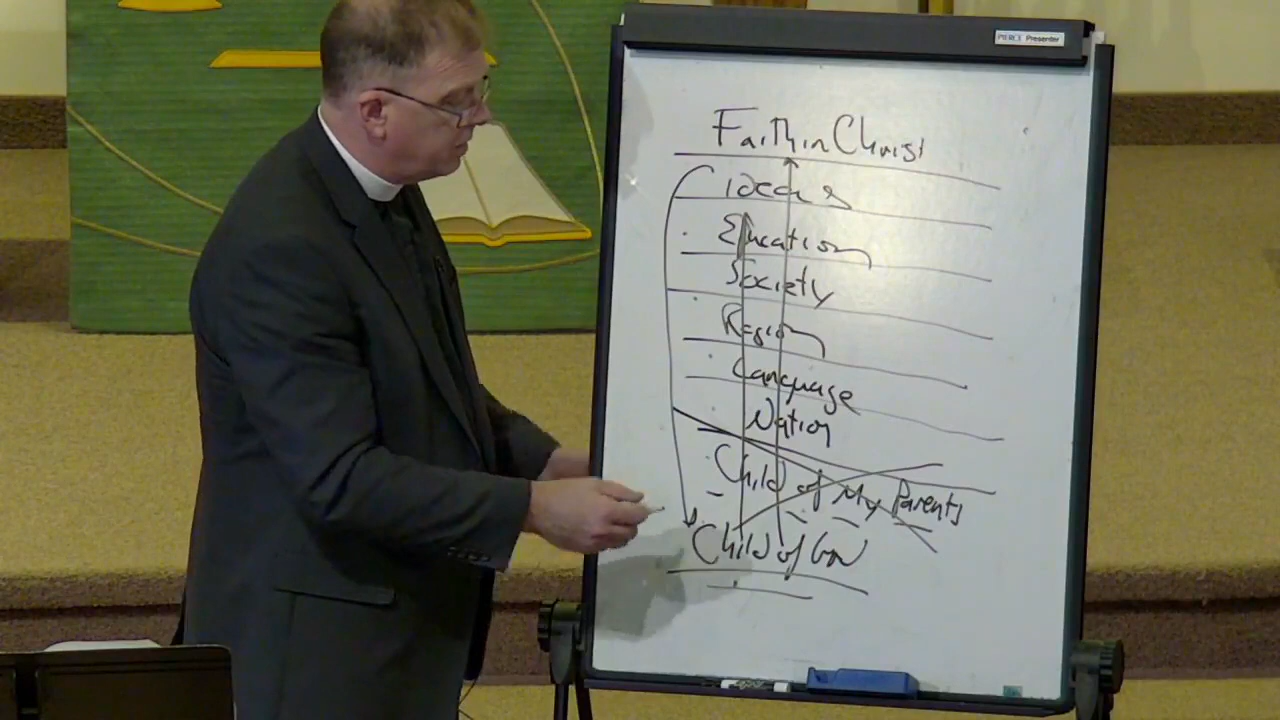 PIERCE Presenter
Faith in Christ
Ideas
Education
Society
Region
Language
Nation
Child of My Parents
Child of God